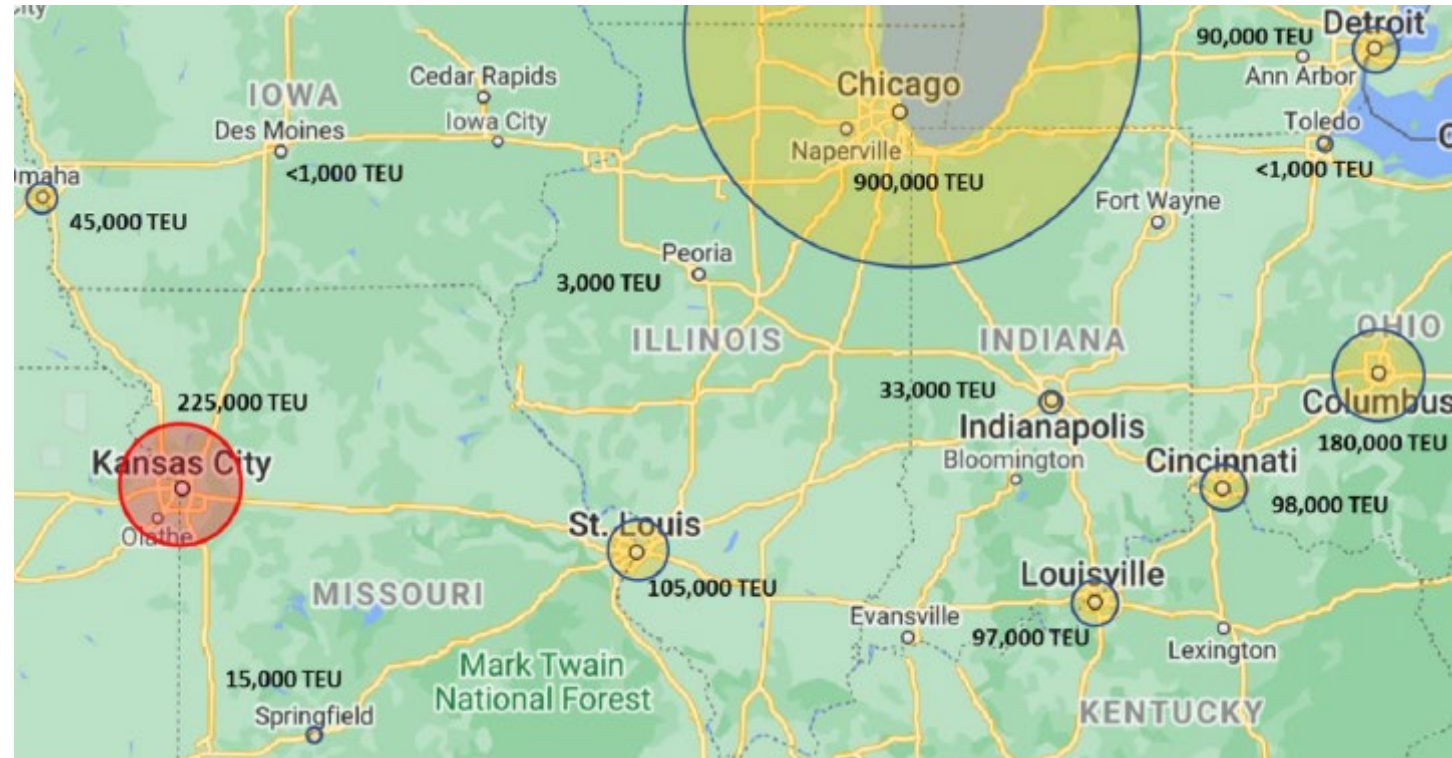 City
Detroit
90,000 TEU
Ann Arbor
Cedar Rapids
Chicago
IOWA
Des Moines
Iowa City
Toledo
C
Naperville
<1,000 TEU
900,000 TEU
<1,000 TEU
Omaha
45,000 TEU
Fort Wayne
Peoria
3,000 TEU
ILLINOIS
INDIANA
OHIO
225,000 TEU
33,000 TEU
Columbus
Indianapolis
180,000 TEU
Kansas City
Bloomington
Cincinnati
98,000 TEU
Olathe
St. Louis
105,000 TEU
MISSOURI
Louisville
Evansville
97,000 TEU
Lexington
Mark Twain
National Forest
15,000 TEU
Springfield
KENTUCKY